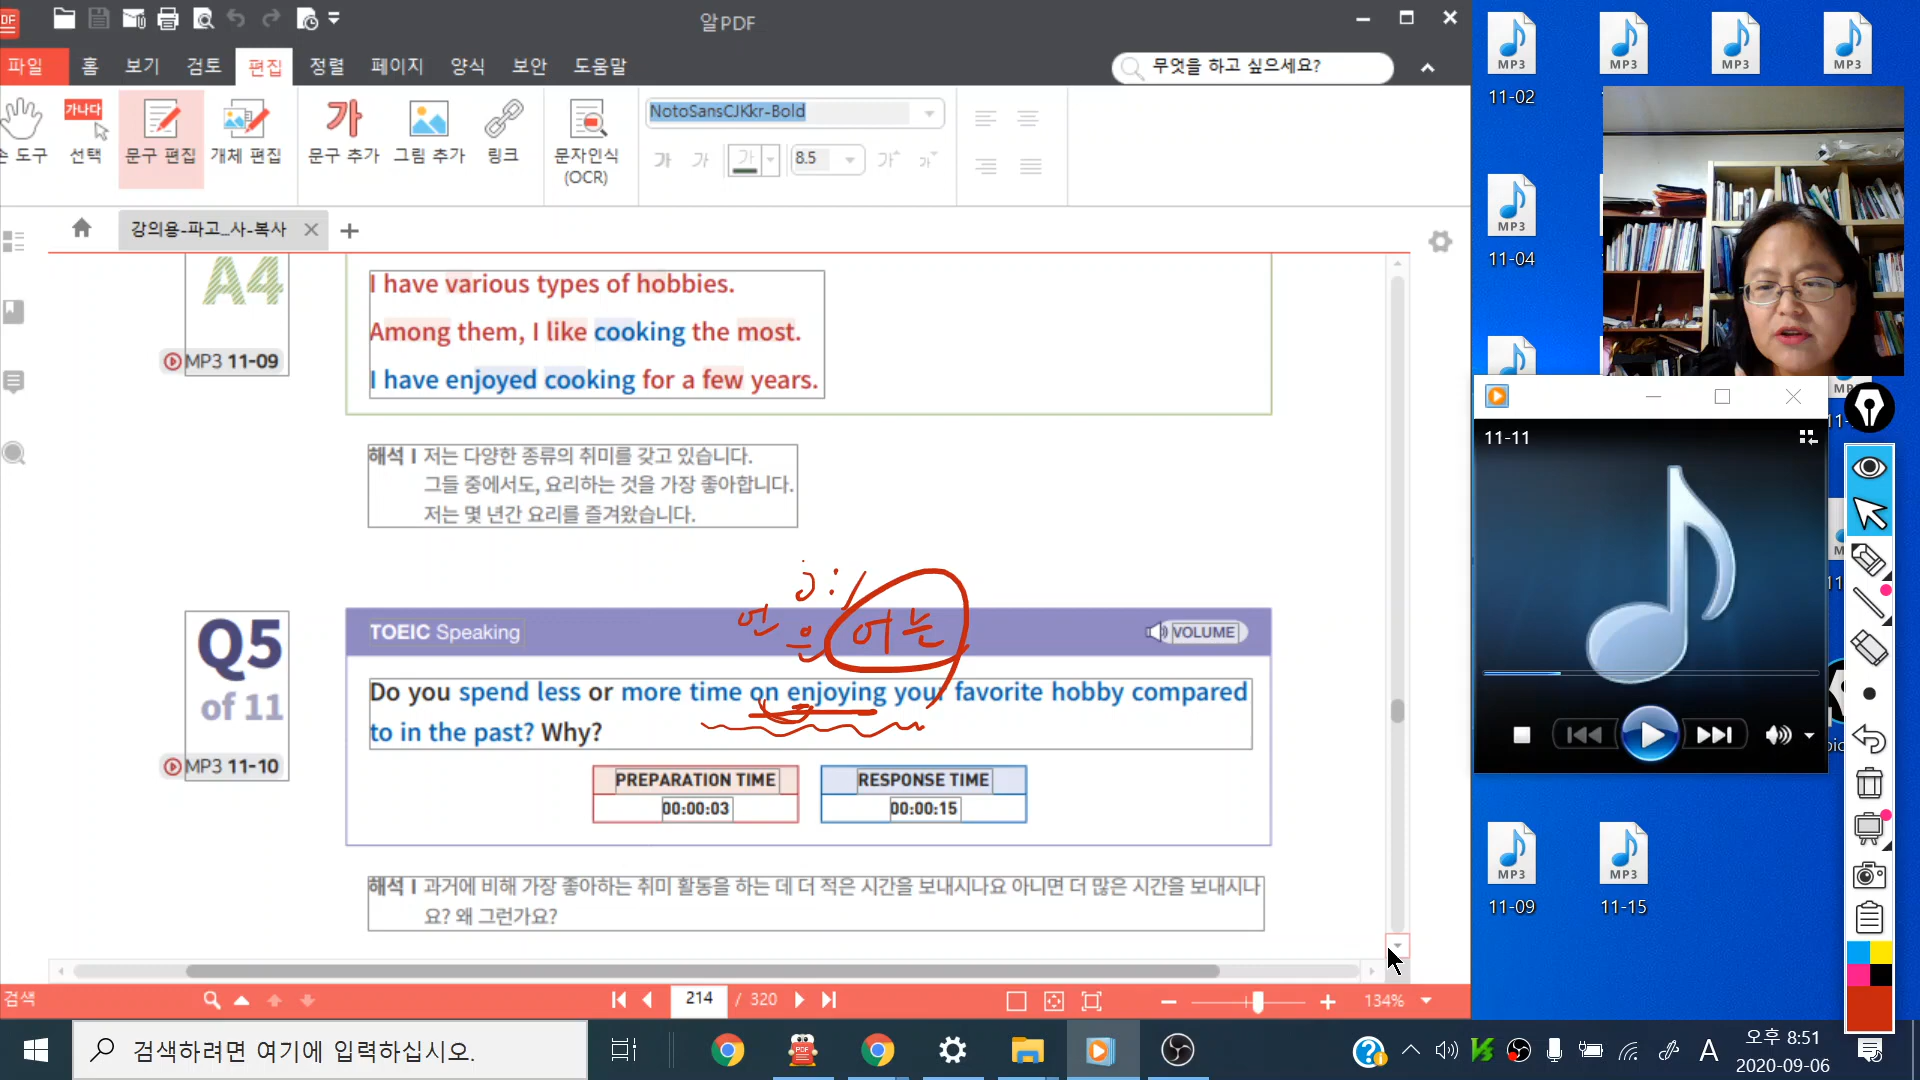 알PDF
파일 홈 보기 검토 편집 정렬 페이지 양식 보안 도움말
무엇을 하고 싶으세요?
손 도구
가나다
선택
문구 편집
개체 편집
문구 추가
그림 추가
링크
문자인식
(OCR)
NotoSansCJKkr-Bold
8.5
강의용-파고_사-복사
A4
MP3 11-09
I have various types of hobbies.
Among them, I like cooking the most.
I have enjoyed cooking for a few years.
해석 I 저는 다양한 종류의 취미를 갖고 있습니다.
그들 중에서도, 요리하는 것을 가장 좋아합니다.
저는 몇 년간 요리를 즐겨왔습니다.
언 은 어는
Q5
of 11
MP3 11-10
TOEIC Speaking
VOLUME
Do you spend less or more time on enjoying your favorite hobby compared
to in the past? Why?
PREPARATION TIME
00:00:03
RESPONSE TIME
00:00:15
해석 I 과거에 비해 가장 좋아하는 취미 활동을 하는 데 더 적은 시간을 보내시나요 아니면 더 많은 시간을 보내시나
요? 왜 그런가요?
검색
214 / 320
134%
검색하려면 여기에 입력하십시오.
MP3
11-02
MP3
MP3
MP3
MP3
11-04
11-11
MP3
11-09
MP3
11-15
A
오후 8:51
2020-09-06